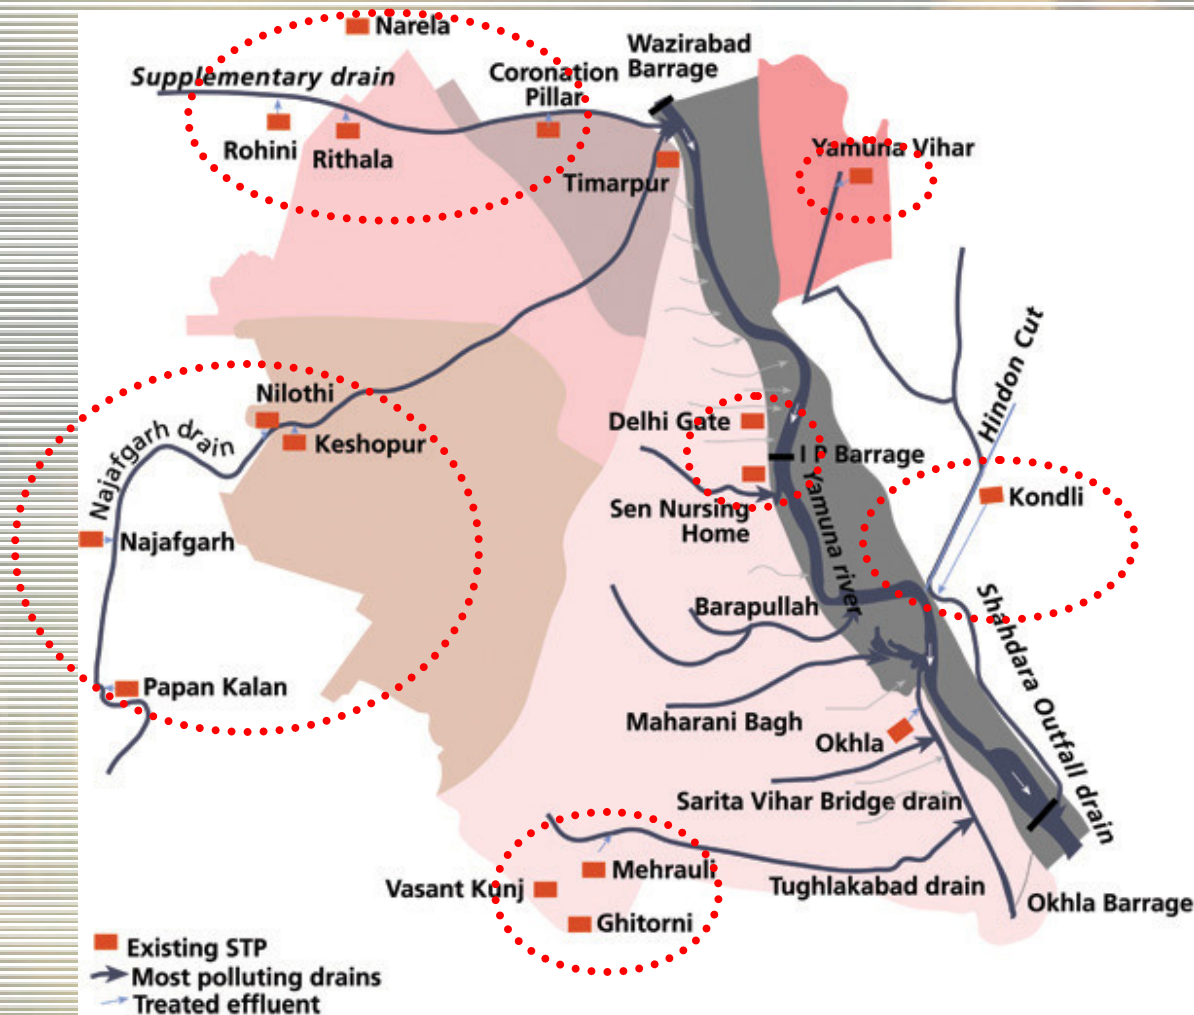 Narela
Wazirabad
Barrage
Supplementary drain
Coronation
Pillar
Rohini
Rithala
Timarpur
Yamuna Vihar
Hindon Cut
Nilothi
Keshopur
Najafgarh drain
Delhi Gate
I P Barrage
Sen Nursing
Home
Yamuna river
Kondli
Najafgarh
Barapullah
Shahdara Outfall drain
Papan Kalan
Maharani Bagh
Okhla
Sarita Vihar Bridge drain
Mehrauli
Vasant Kunj
Tughlakabad drain
Ghitorni
Okhla Barrage
Existing STP
Most polluting drains
Treated effluent